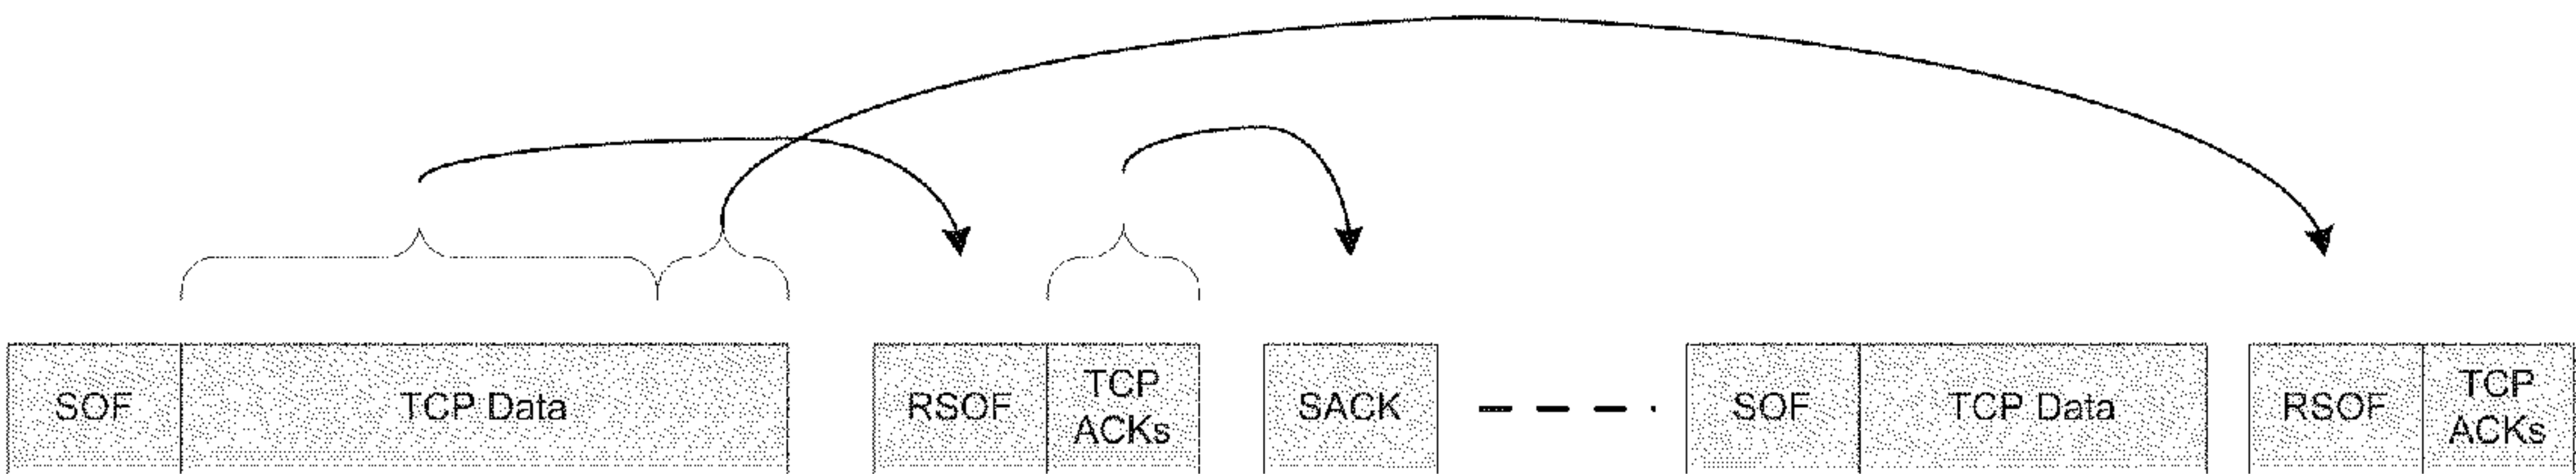 SOF
TCP Data
RSOF
TCP
ACKs
SACK
SOF
TCP Data
RSOF
TCP
ACKs